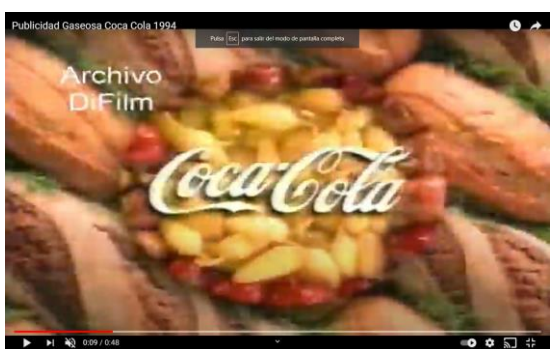 Publicidad Gaseosa Coca Cola 1994
Pulsa Esc para salir del modo de pantalla completa
Archivo
DiFilm
Coca-Cola
0:09 / 0:48